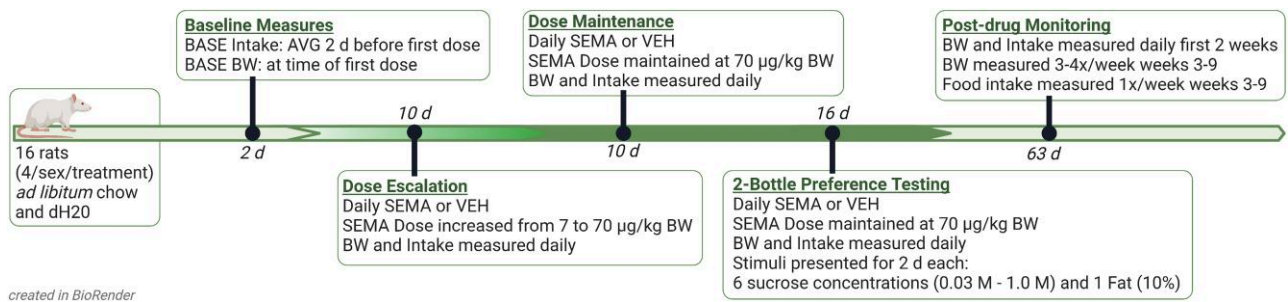 Baseline Measures
BASE Intake: AVG 2 d before first dose
BASE BW: at time of first dose
Dose Maintenance
Daily SEMA or VEH
SEMA Dose maintained at 70 µg/kg BW
BW and Intake measured daily
Post-drug Monitoring
BW and Intake measured daily first 2 weeks
BW measured 3-4x/week weeks 3-9
Food intake measured 1x/week weeks 3-9
10 d
16 d
2 d
10 d
63 d
16 rats
(4/sex/treatment)
ad libitum chow
and dH20
Dose Escalation
Daily SEMA or VEH
SEMA Dose increased from 7 to 70 µg/kg BW
BW and Intake measured daily
2-Bottle Preference Testing
Daily SEMA or VEH
SEMA Dose maintained at 70 µg/kg BW
BW and Intake measured daily
Stimuli presented for 2 d each:
6 sucrose concentrations (0.03 M - 1.0 M) and 1 Fat (10%)
created in BioRender